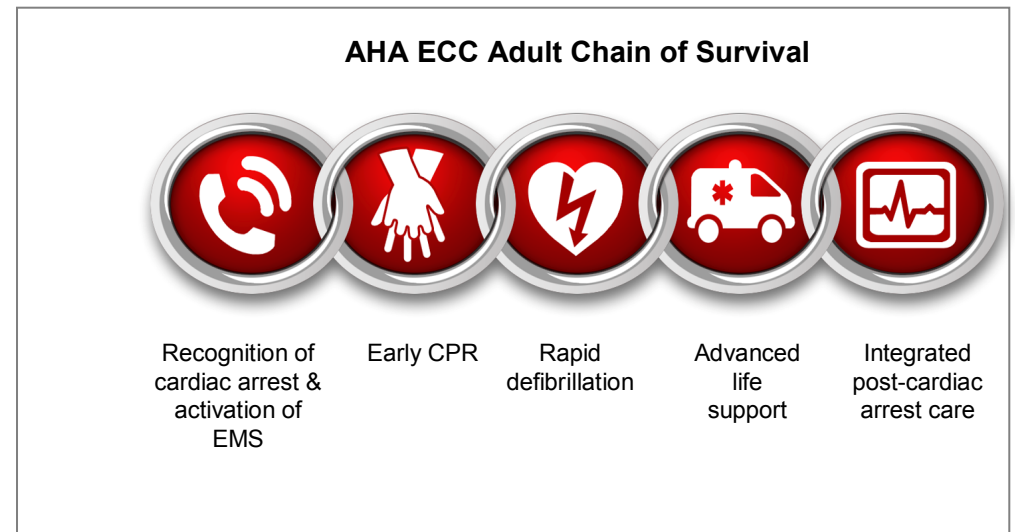 AHA ECC Adult Chain of Survival
Recognition of
cardiac arrest &
activation of
EMS
Early CPR
Rapid
defibrillation
Advanced
life
support
Integrated
post-cardiac
arrest care